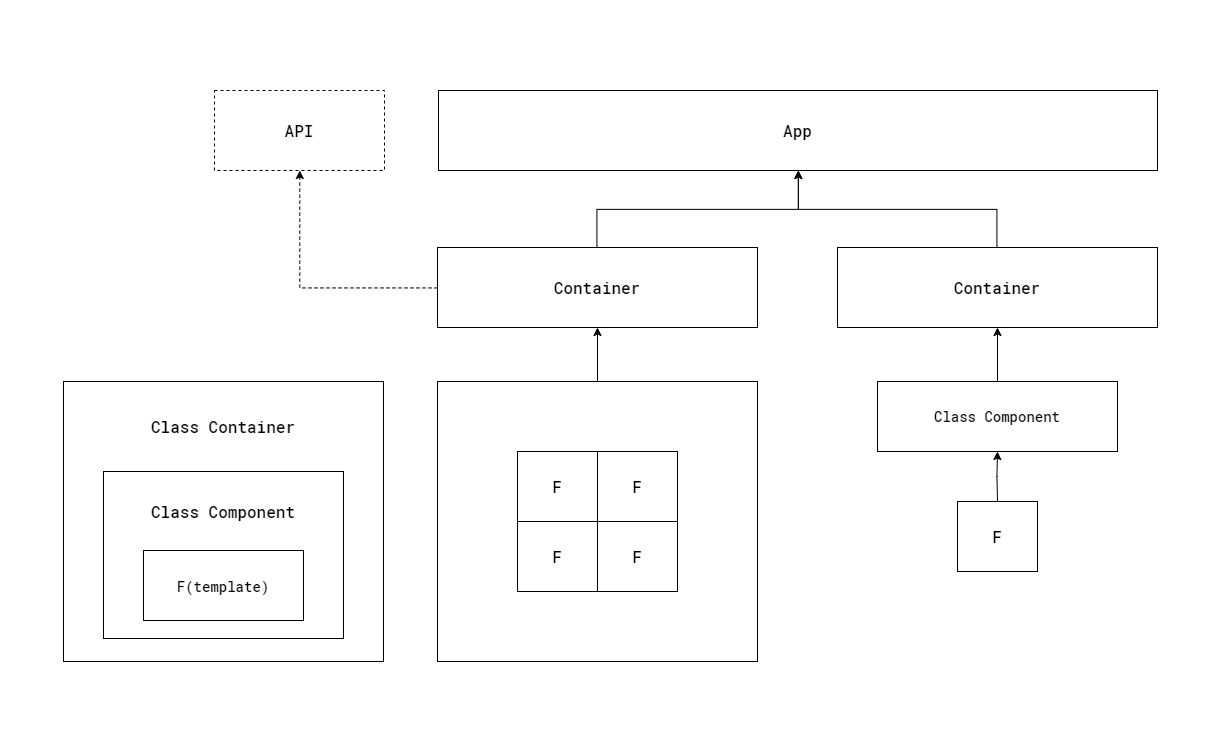 API
App
Container
Container
Class Container
Class Component
F(template)
F
F
F
F
Class Component
F